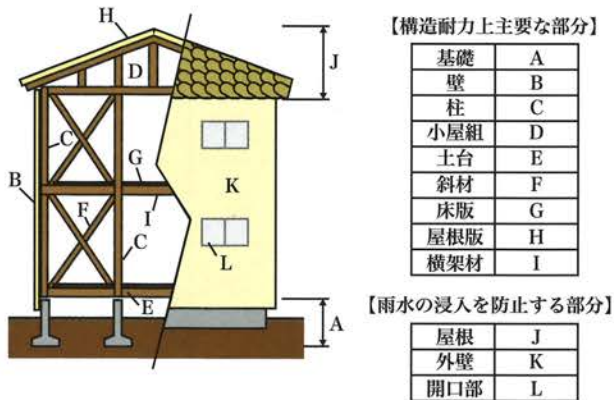 H
D
J
C
G
B
K
I
F
C
L
E
A
【構造耐力上主要な部分】
基礎 A
壁 B
柱 C
小屋組 D
土台 E
斜材 F
床版 G
屋根版 H
横架材 I
【雨水の浸入を防止する部分】
屋根 J
外壁 K
開口部 L